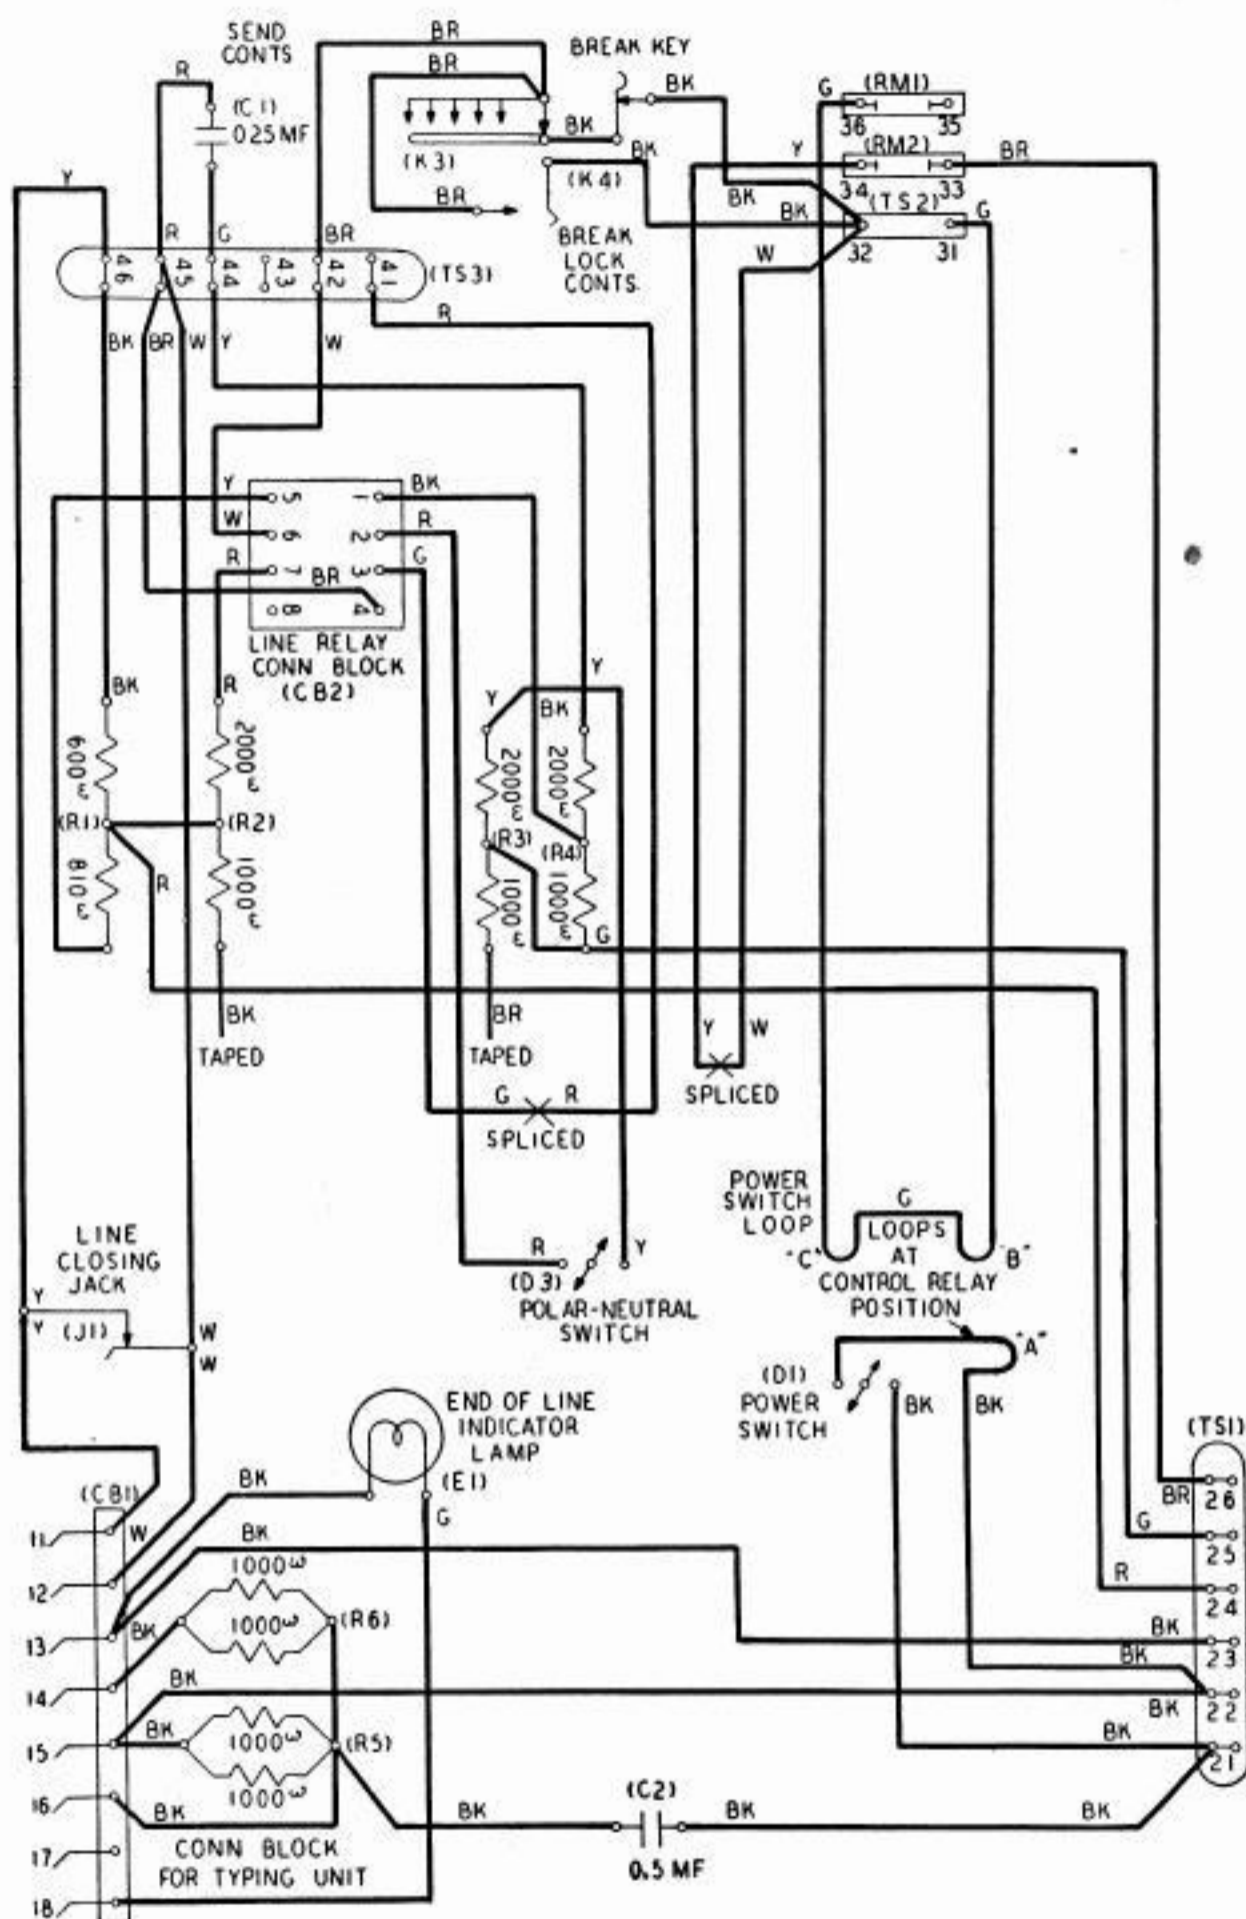 SEND
CONTS
BR
BREAK KEY
R
(C1)
025 MF
BR
BK
G
(RM1)
36
35
BK
(K3)
(K4)
BK
Y
(RM2)
BR
34
33
Y
BR
BK
BK
(TS2)
G
32
31
R
G
BR
BREAK
LOCK
CONTS.
W
46
45
44
43
42
41
(TS3)
R
BK
BR
W
Y
W
Y
5
1
BK
W
6
2
R
R
7
3
G
BR
8
4
LINE RELAY
CONN BLOCK
(CB2)
BK
R
Y
Y
BK
600ω
2000ω
2000ω
2000ω
(R1)
(R2)
(R3)
(R4)
810ω
R
1000ω
1000ω
1000ω
G
BK
TAPED
BR
TAPED
Y
W
SPLICED
G
R
SPLICED
POWER
SWITCH
LOOP
G
LOOPS
AT
CONTROL RELAY
POSITION
"C"
"B"
R
Y
(D3)
POLAR-NEUTRAL
SWITCH
LINE
CLOSING
JACK
Y
Y
(J1)
W
W
"A"
(D1)
POWER
SWITCH
BK
BK
END OF LINE
INDICATOR
LAMP
(E1)
BK
G
(TS1)
BR
26
(CB1)
11
W
BK
G
25
12
1000ω
R
24
13
BK
1000ω
(R6)
BK
23
14
BK
BK
BK
22
15
BK
1000ω
(R5)
BK
21
16
BK
1000ω
BK
(C2)
BK
BK
0.5 MF
17
CONN BLOCK
FOR TYPING UNIT
18